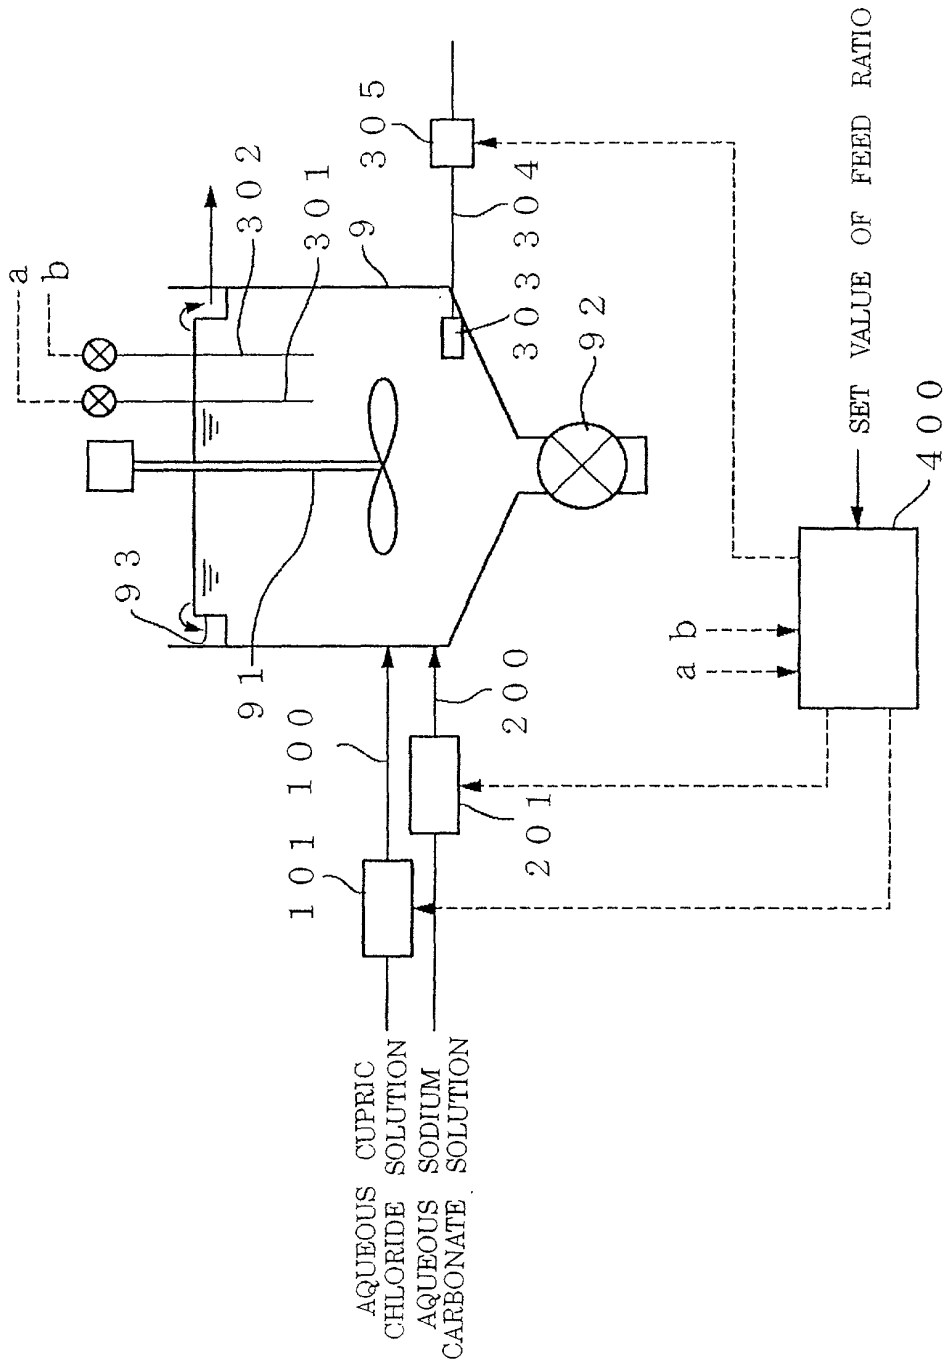 a
b
302
301
9
305
304
303
92
93
91
100
101
200
201
AQUEOUS CUPRIC
CHLORIDE SOLUTION
AQUEOUS SODIUM
CARBONATE SOLUTION
a
b
SET VALUE OF FEED RATIO
400